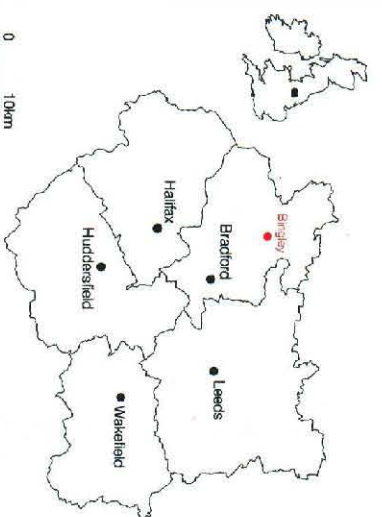 Bingley
Bradford
Leeds
Halifax
Huddersfield
Wakefield
0 10km